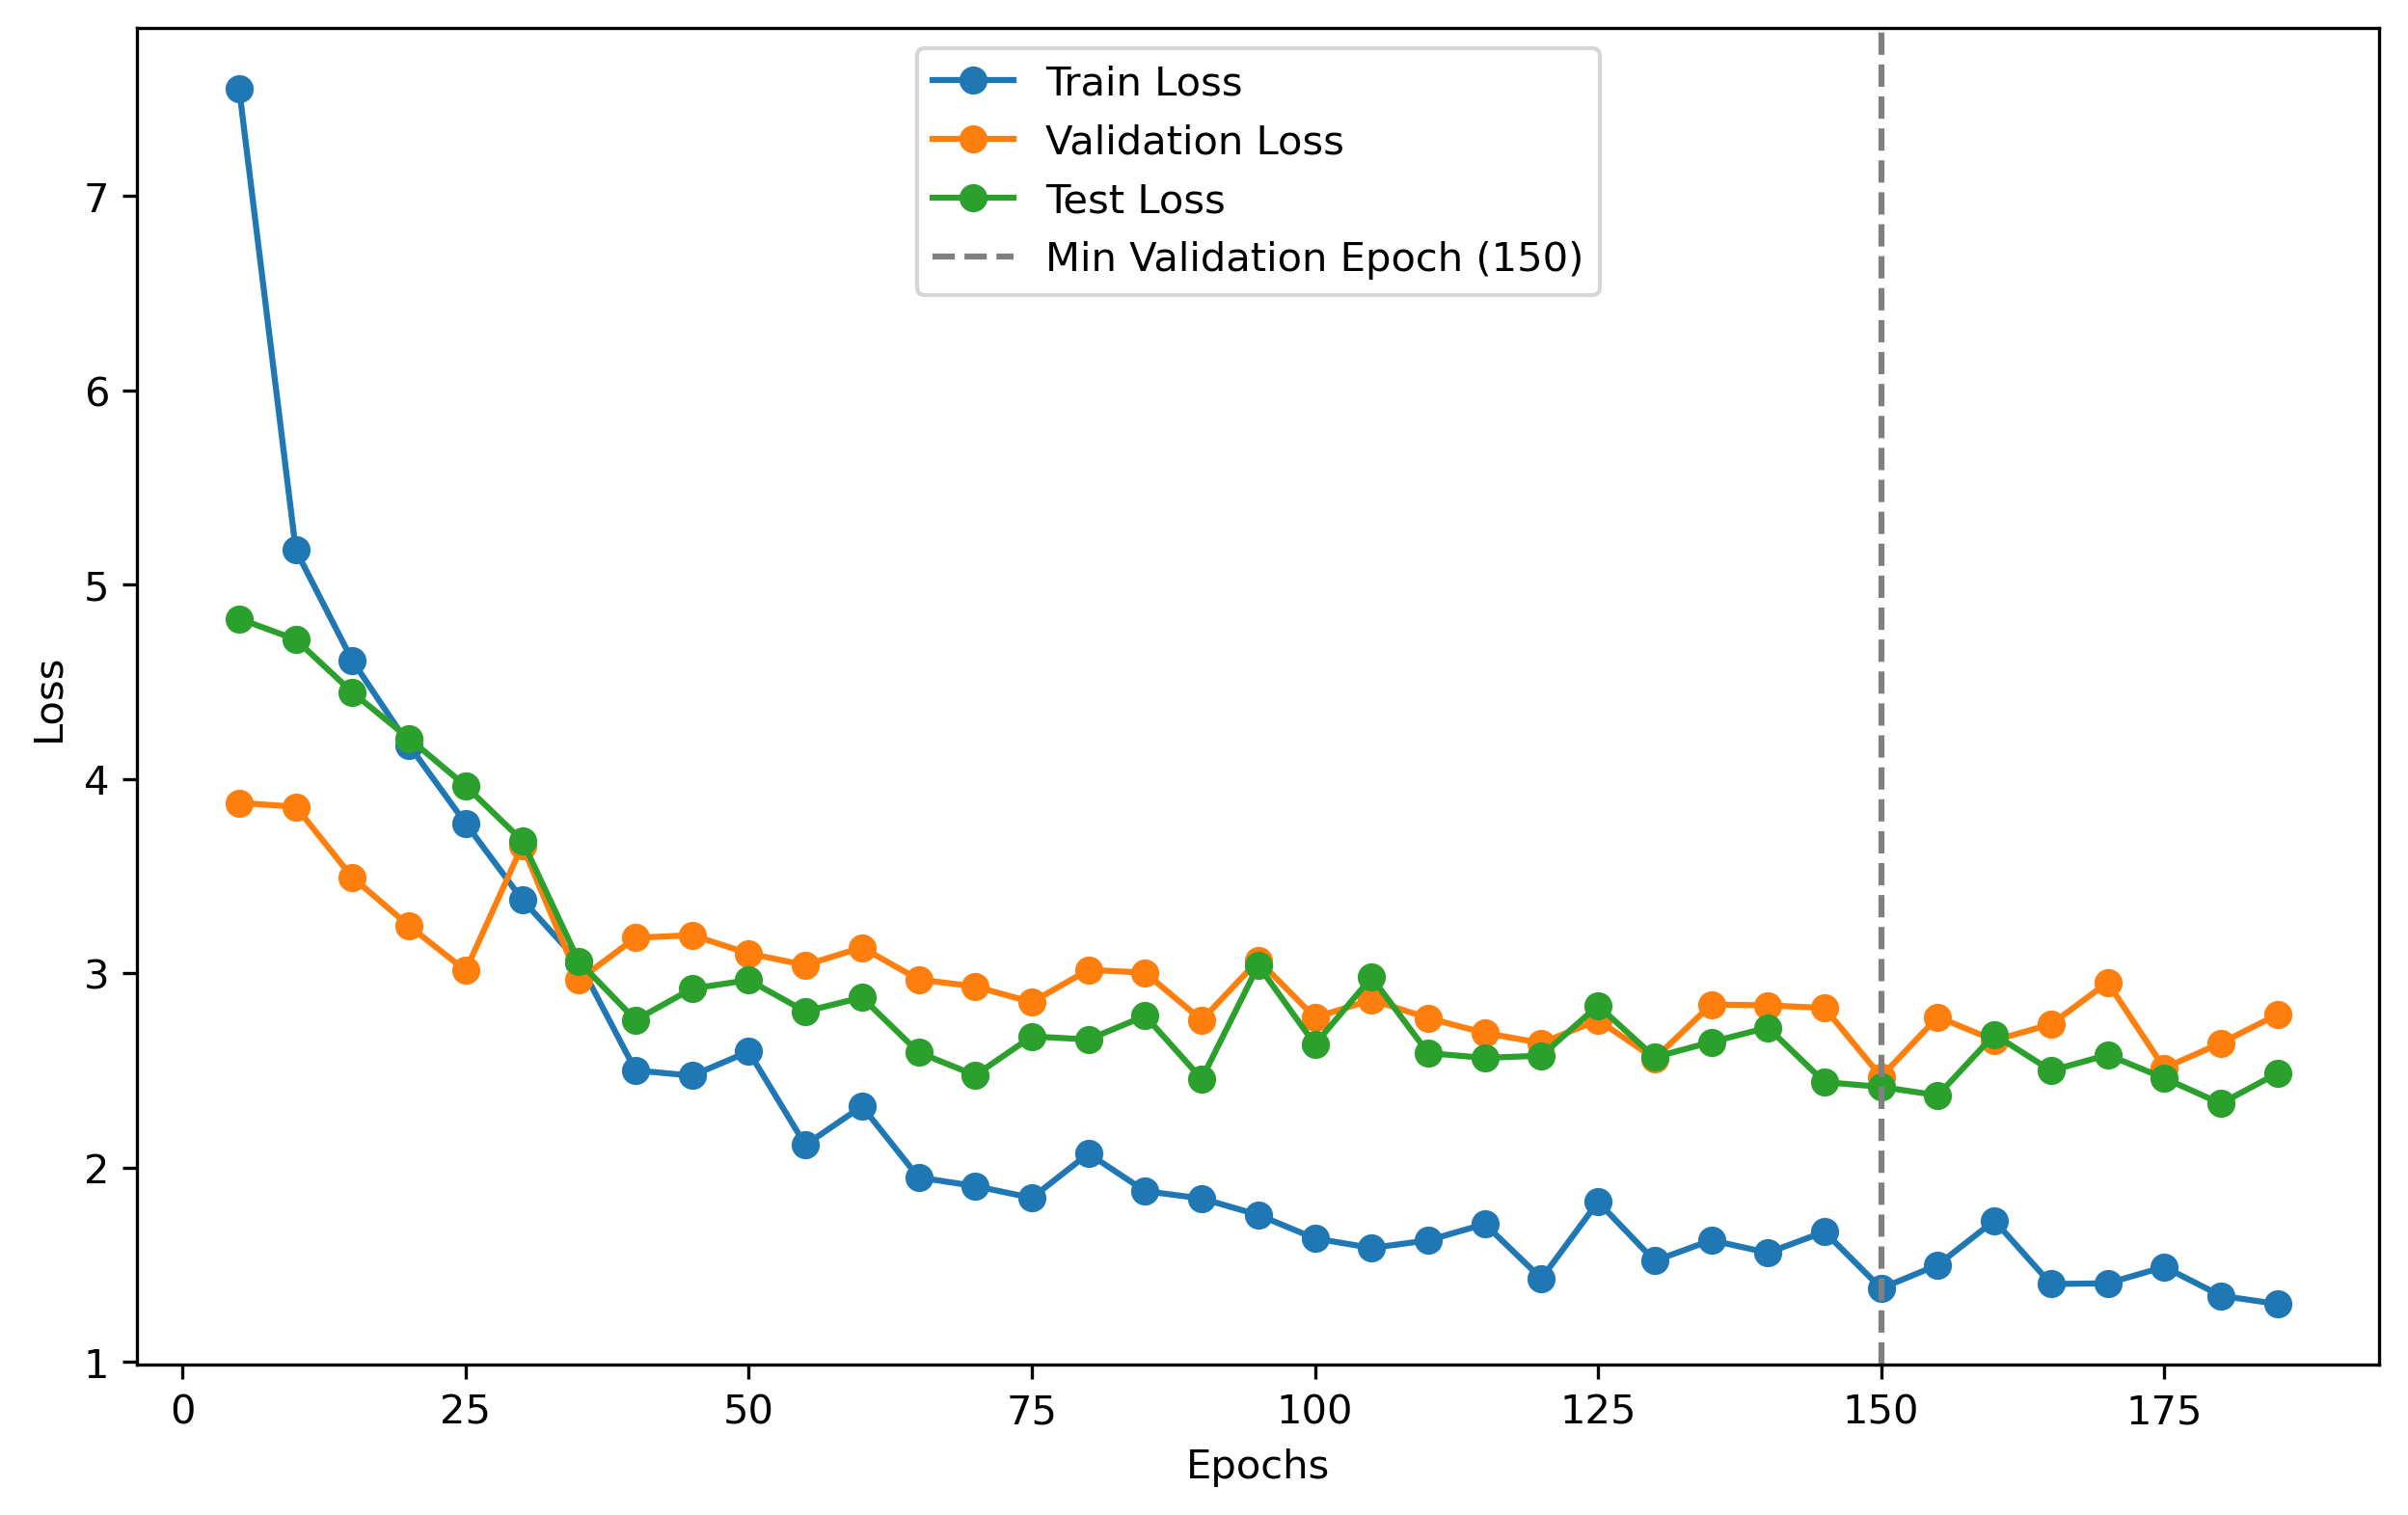 Train Loss
Validation Loss
Test Loss
Min Validation Epoch (150)
7
6
5
4
3
2
1
Loss
0 25 50 75 100 125 150 175
Epochs